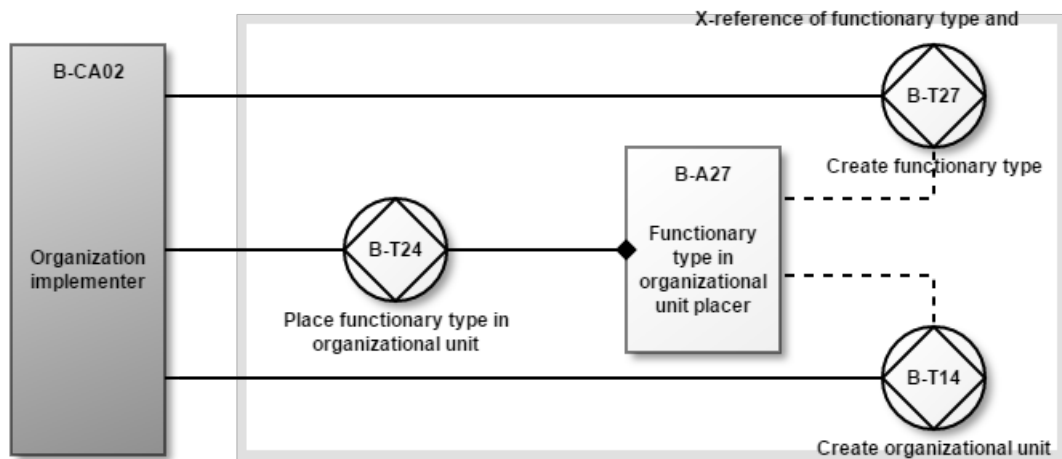 X-reference of functionary type and
B-CA02
Organization
implementer
B-T27
Create functionary type
B-A27
Functionary
type in
organizational
unit placer
B-T24
Place functionary type in
organizational unit
B-T14
Create organizational unit